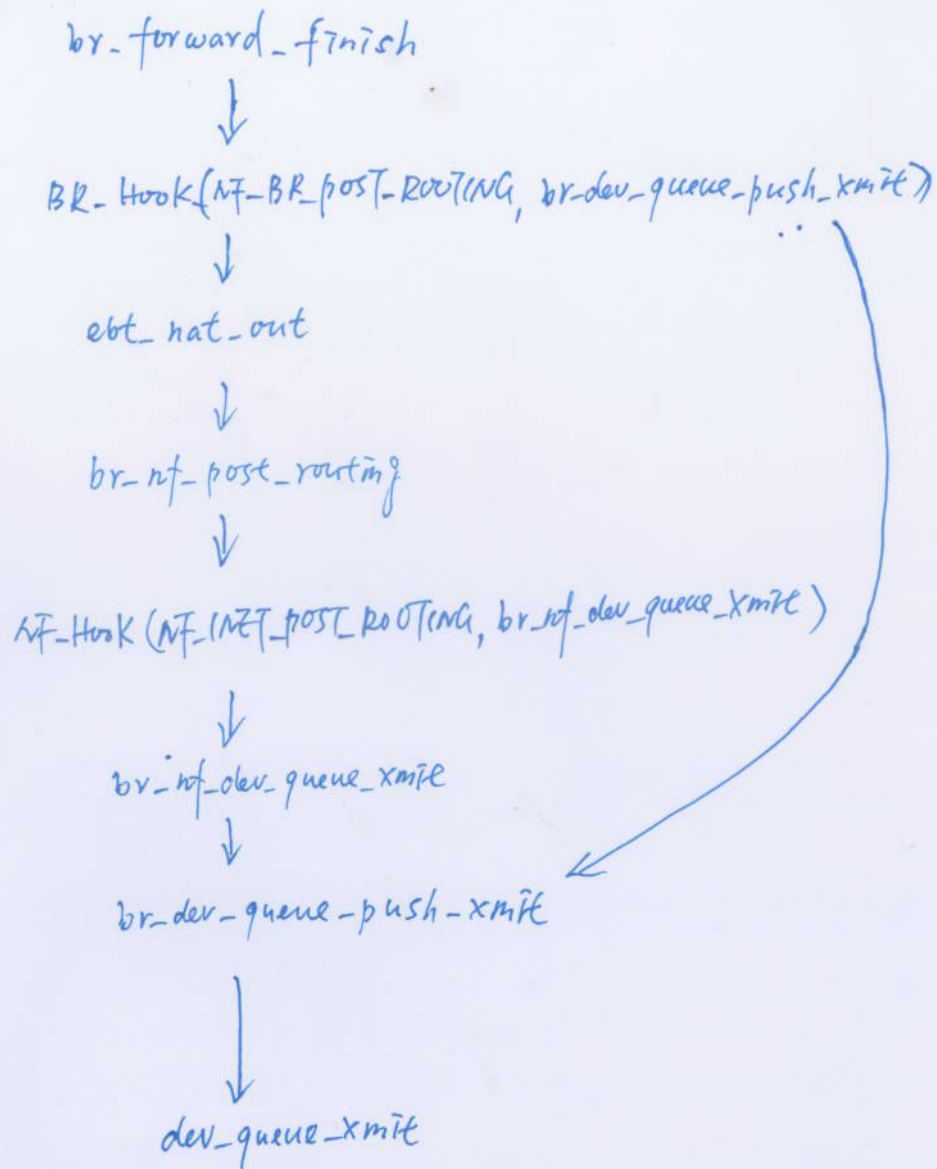 br_forward_finish
BR_Hook(NF_BR_POST_ROUTING, br_dev_queue_push_xmit)
ebt_nat_out
br_nf_post_routing
NF_HOOK (NF_INET_POST_ROUTING, br_nf_dev_queue_xmit)
br_nf_dev_queue_xmit
br_dev_queue_push_xmit
dev_queue_xmit